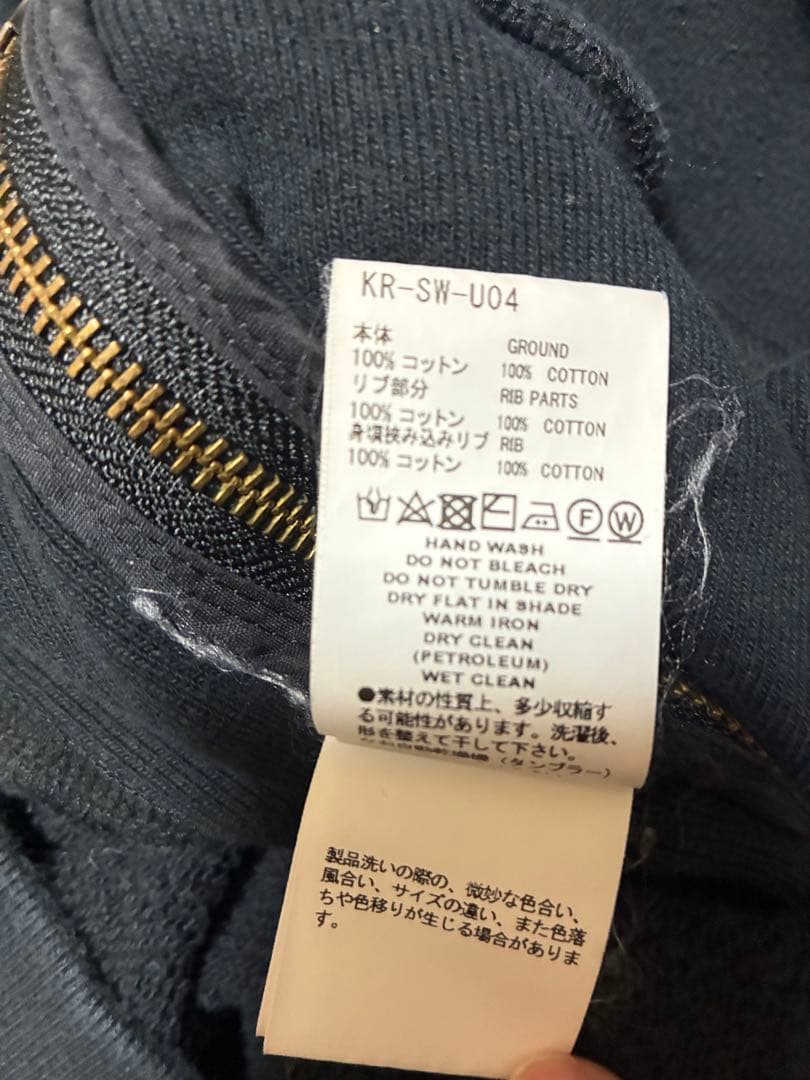 KR-SW-U04
本体 GROUND
100% コットン 100% COTTON
リブ部分 RIB PARTS
100% コットン 100% COTTON
身頃挟み込みリブ RIB
100% コットン 100% COTTON
F W
HAND WASH
DO NOT BLEACH
DO NOT TUMBLE DRY
DRY FLAT IN SHADE
WARM IRON
DRY CLEAN
(PETROLEUM)
WET CLEAN
●素材の性質上、多少収縮す
る可能性があります。洗濯後、
形を整えて干して下さい。
(タンブラー)
製品洗いの際の、微妙な色合い、
風合い、サイズの違い、また色落
ちや色移りが生じる場合がありま
す。